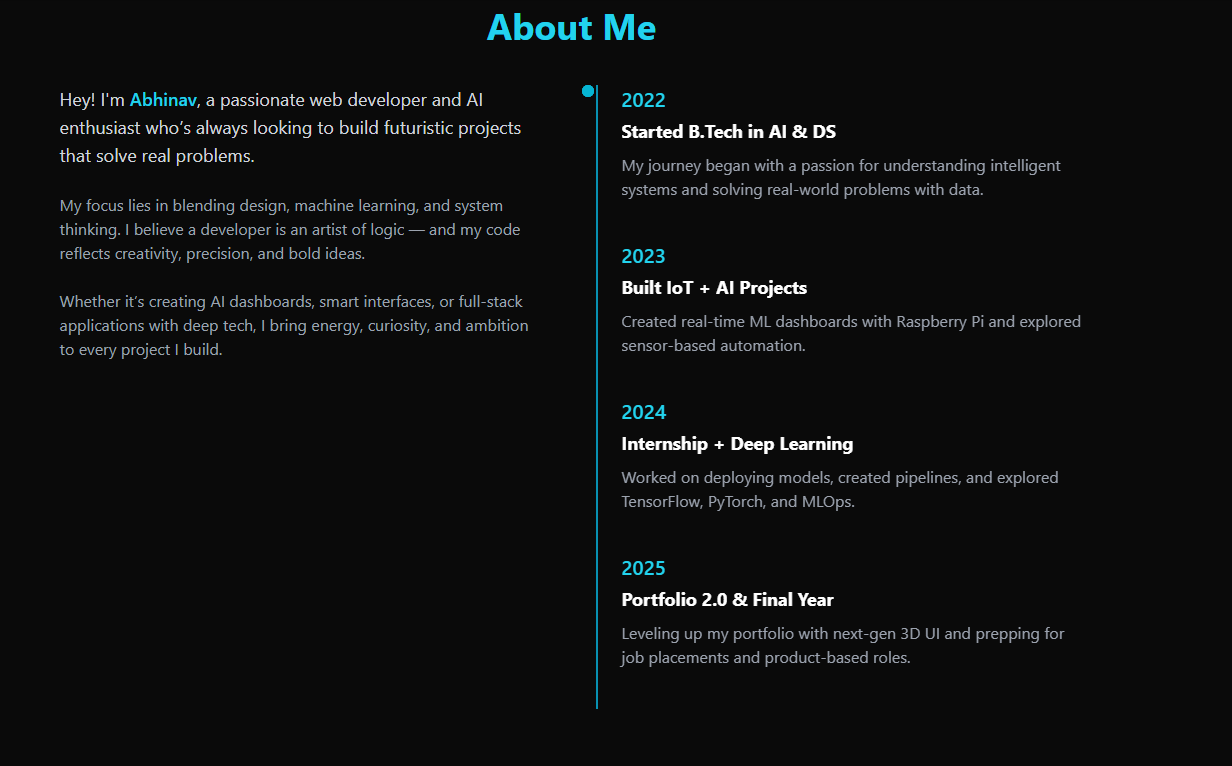 About Me
Hey! I'm Abhinav, a passionate web developer and AI
enthusiast who’s always looking to build futuristic projects
that solve real problems.
My focus lies in blending design, machine learning, and system
thinking. I believe a developer is an artist of logic — and my code
reflects creativity, precision, and bold ideas.
Whether it’s creating AI dashboards, smart interfaces, or full-stack
applications with deep tech, I bring energy, curiosity, and ambition
to every project I build.
2022
Started B.Tech in AI & DS
My journey began with a passion for understanding intelligent
systems and solving real-world problems with data.
2023
Built IoT + AI Projects
Created real-time ML dashboards with Raspberry Pi and explored
sensor-based automation.
2024
Internship + Deep Learning
Worked on deploying models, created pipelines, and explored
TensorFlow, PyTorch, and MLOps.
2025
Portfolio 2.0 & Final Year
Leveling up my portfolio with next-gen 3D UI and prepping for
job placements and product-based roles.